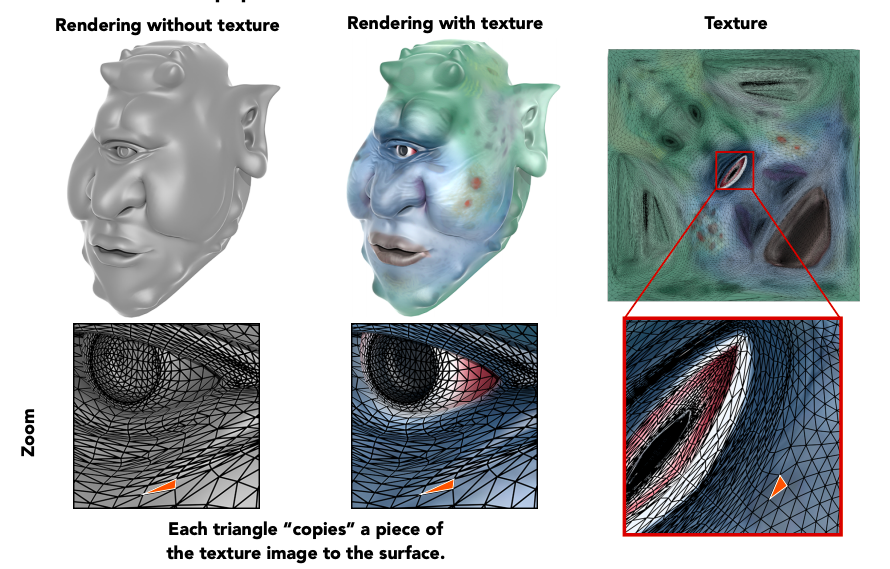 Rendering without texture
Rendering with texture
Texture
Zoom
Each triangle “copies” a piece of
the texture image to the surface.